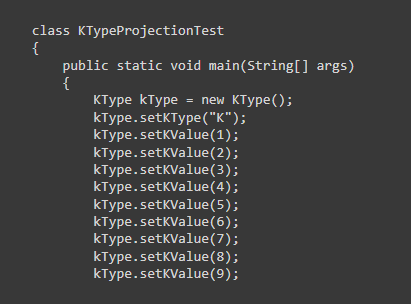 class KTypeProjectionTest
{
    public static void main(String[] args)
    {
        KType kType = new KType();
        kType.setKType("K");
        kType.setKValue(1);
        kType.setKValue(2);
        kType.setKValue(3);
        kType.setKValue(4);
        kType.setKValue(5);
        kType.setKValue(6);
        kType.setKValue(7);
        kType.setKValue(8);
        kType.setKValue(9);